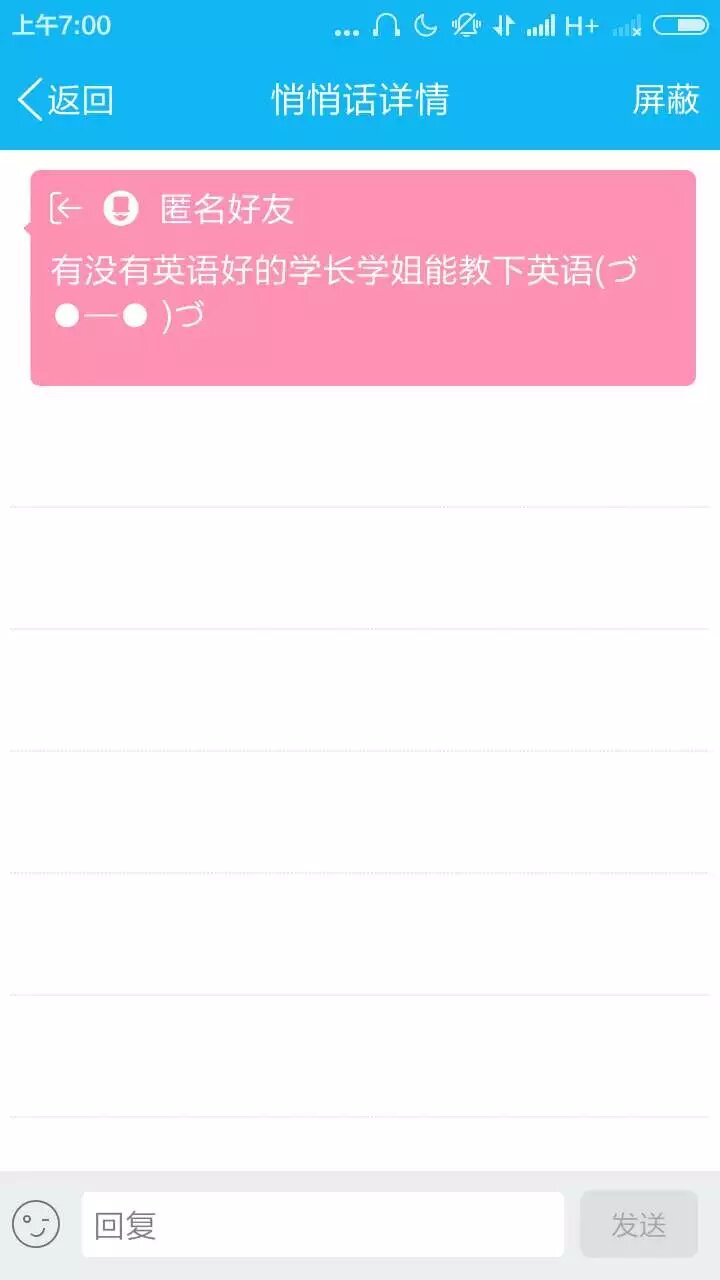 上午7:00 ... H+
返回 悄悄话详情 屏蔽
匿名好友
有没有英语好的学长学姐能教下英语(づ
●—● )づ
回复 发送